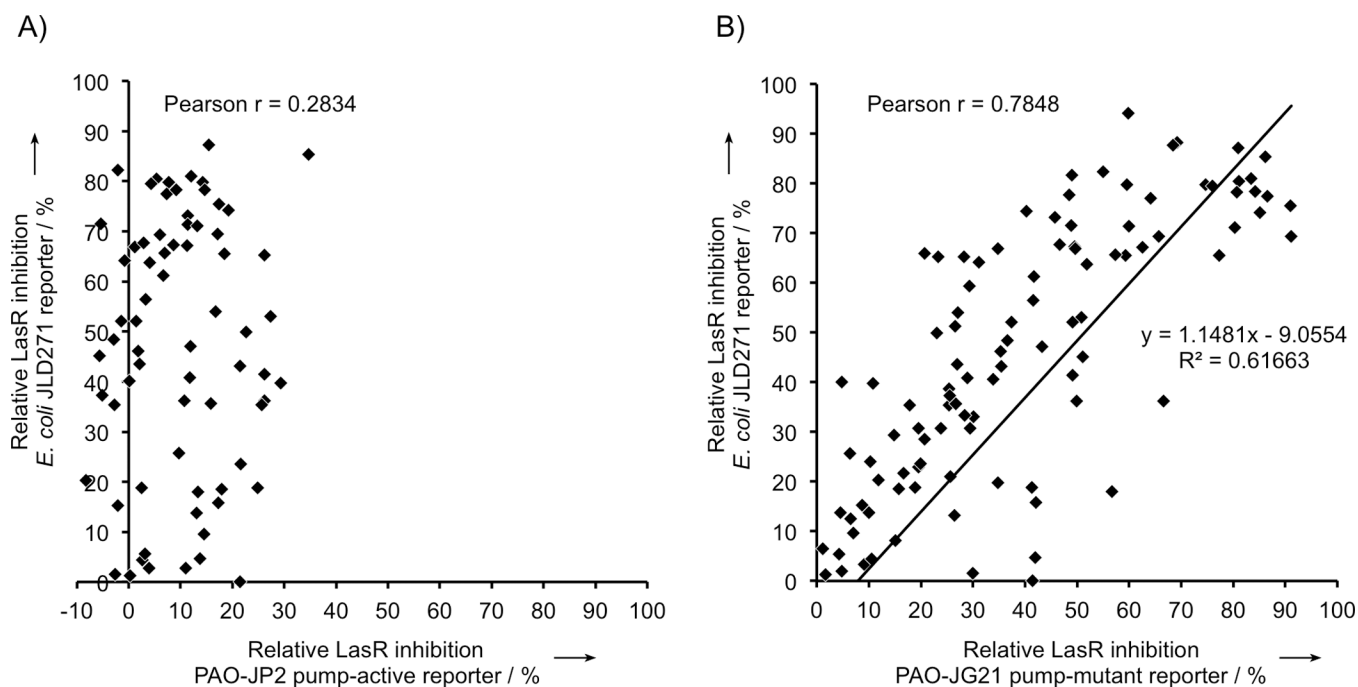 A)
Pearson r = 0.2834
100
90
80
70
60
50
40
30
20
10
0
-10 0 10 20 30 40 50 60 70 80 90 100
Relative LasR inhibition
E. coli JLD271 reporter / %
Relative LasR inhibition
PAO-JP2 pump-active reporter / %
B)
Pearson r = 0.7848
100
90
80
70
60
50
40
30
20
10
0
0 10 20 30 40 50 60 70 80 90 100
y = 1.1481x - 9.0554
R² = 0.61663
Relative LasR inhibition
E. coli JLD271 reporter / %
Relative LasR inhibition
PAO-JG21 pump-mutant reporter / %